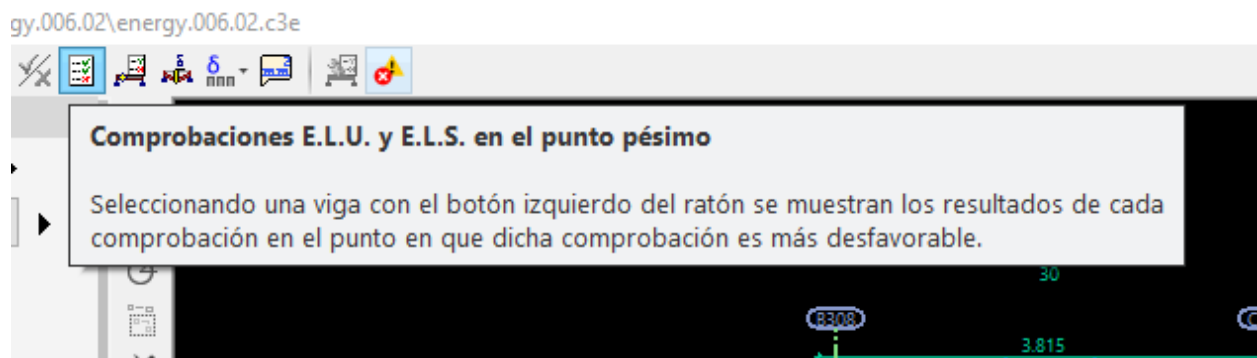 gy.006.02\energy.006.02.c3e
Comprobaciones E.L.U. y E.L.S. en el punto pésimo
Seleccionando una viga con el botón izquierdo del ratón se muestran los resultados de cada
comprobación en el punto en que dicha comprobación es más desfavorable.
30
B308
C
3.815